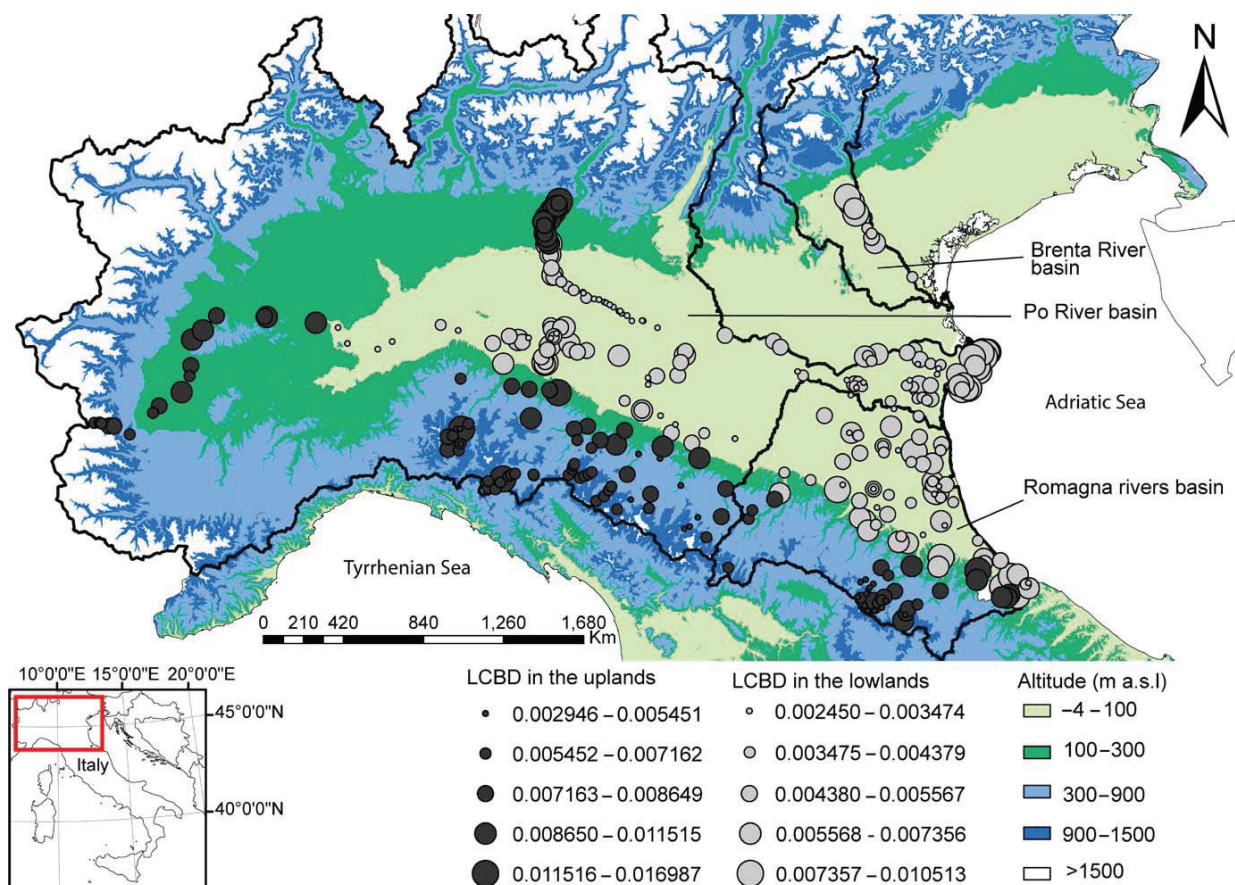 N
Brenta River
basin
Po River basin
Adriatic Sea
Romagna rivers basin
Tyrrhenian Sea
0 210 420 840 1,260 1,680
Km
10°0'0"E 15°0'0"E 20°0'0"E
45°0'0"N
40°0'0"N
Italy
LCBD in the uplands
0.002946 – 0.005451
0.005452 – 0.007162
0.007163 – 0.008649
0.008650 – 0.011515
0.011516 – 0.016987
LCBD in the lowlands
0.002450 – 0.003474
0.003475 – 0.004379
0.004380 – 0.005567
0.005568 – 0.007356
0.007357 – 0.010513
Altitude (m a.s.l)
–4 – 100
100 – 300
300 – 900
900 – 1500
>1500